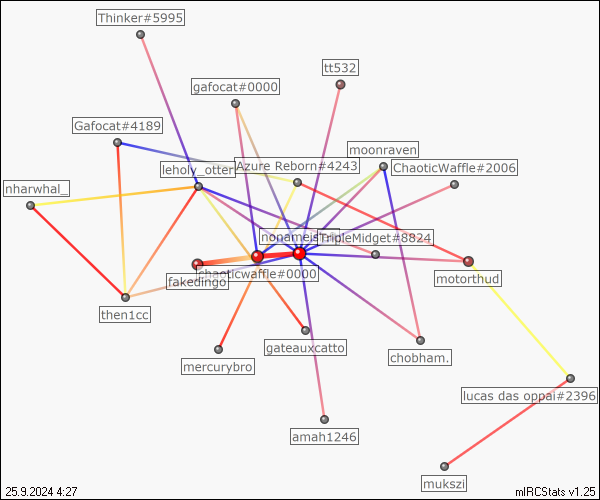 Thinker#5995
tt532
gafocat#0000
Gafocat#4189
moonraven
Azure Reborn#4243
ChaoticWaffle#2006
leholy_otter
nharwhal_
TripleMidget#8824
chaoticwaffle#0000
fakedingo
motorthud
then1cc
gateauxcatto
chobham.
mercurybro
lucas das oppai#2396
amah1246
mukszi
25.9.2024 4:27
mIRCStats v1.25